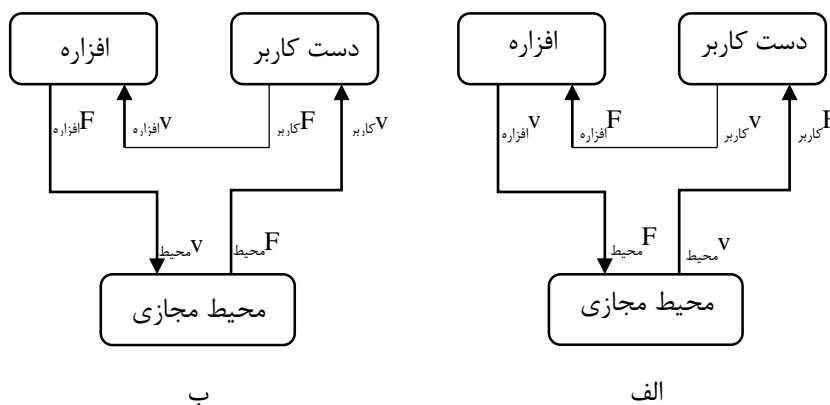 دست کاربر
افزاره
Fکاربر
vکاربر
Fافزاره
vافزاره
vمحیط
Fمحیط
محیط مجازی
الف
دست کاربر
افزاره
vکاربر
Fکاربر
vافزاره
Fافزاره
Fمحیط
vمحیط
محیط مجازی
ب